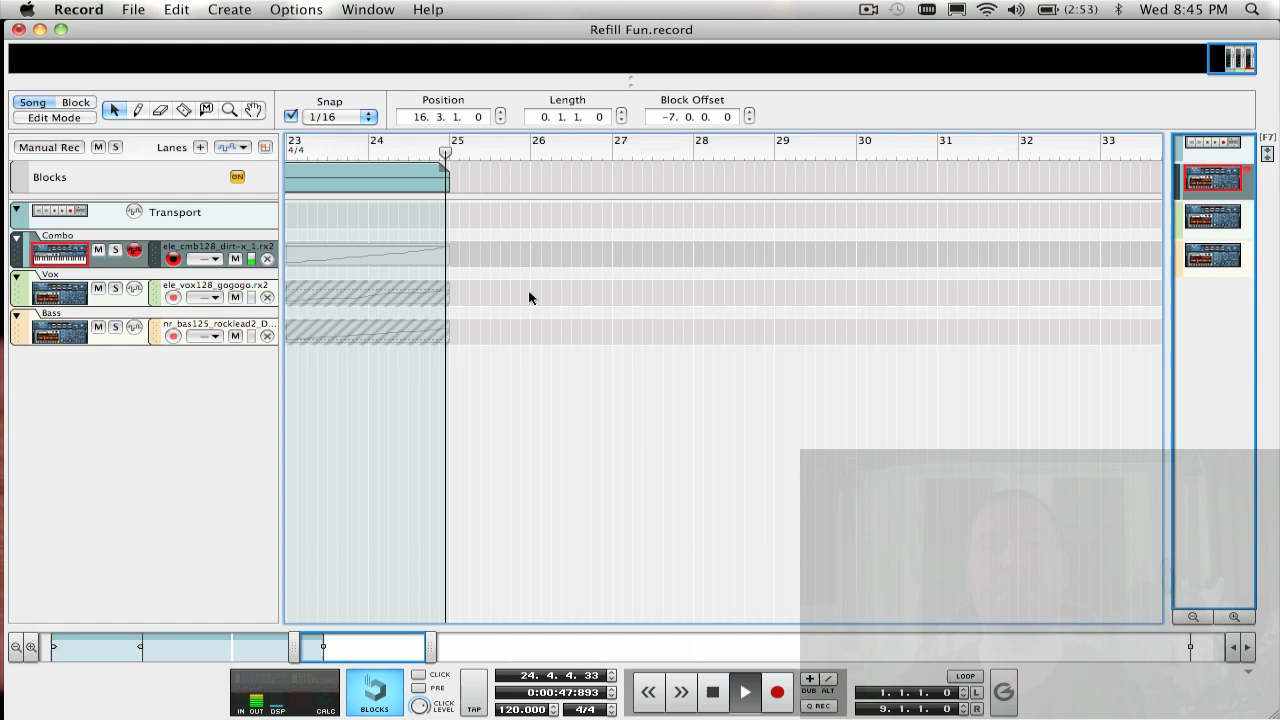 Record File Edit Create Options Window Help (2:53) Wed 8:45 PM
Refill Fun.record
Song Block
Edit Mode
Snap
1/16
Position
16. 3. 1. 0
Length
0. 1. 1. 0
Block Offset
-7. 0. 0. 0
[F7]
Manual Rec M S Lanes
23 24 25 26 27 28 29 30 31 32 33
4/4
Blocks ON
Transport
Combo
M S ele_cmb128_dirt-x_1.rx2
M
Vox
M S ele_vox128_gogogo.rx2
M
Bass
M S nr_bas125_rocklead2_D...
M
IN OUT DSP CALC
BLOCKS
CLICK
PRE
CLICK LEVEL
TAP
24. 4. 4. 33
0:00:47:893
120.000 4/4
DUB ALT
Q REC
LOOP
1. 1. 1. 0 L
9. 1. 1. 0 R